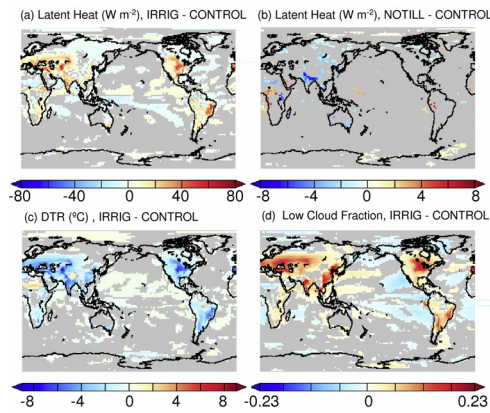 (a) Latent Heat (W m-2), IRRIG - CONTROL
(b) Latent Heat (W m-2), NOTILL - CONTROL
-80 -40 0 40 80
-8 -4 0 4 8
(c) DTR (ºC) , IRRIG - CONTROL
(d) Low Cloud Fraction, IRRIG - CONTROL
-8 -4 0 4 8
-0.23 0 0.23